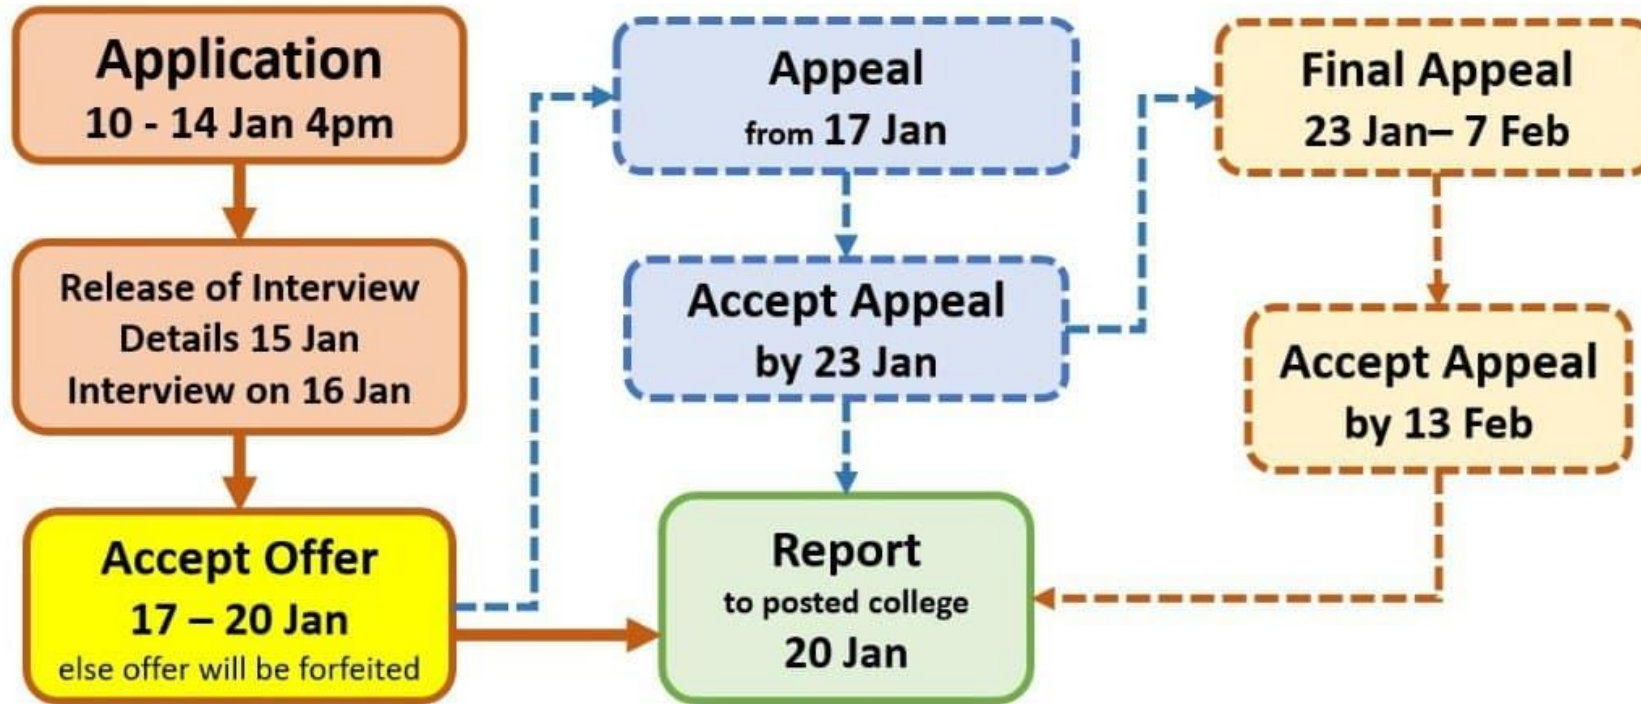 Application
10 - 14 Jan 4pm
Release of Interview
Details 15 Jan
Interview on 16 Jan
Accept Offer
17 – 20 Jan
else offer will be forfeited
Appeal
from 17 Jan
Accept Appeal
by 23 Jan
Report
to posted college
20 Jan
Final Appeal
23 Jan– 7 Feb
Accept Appeal
by 13 Feb